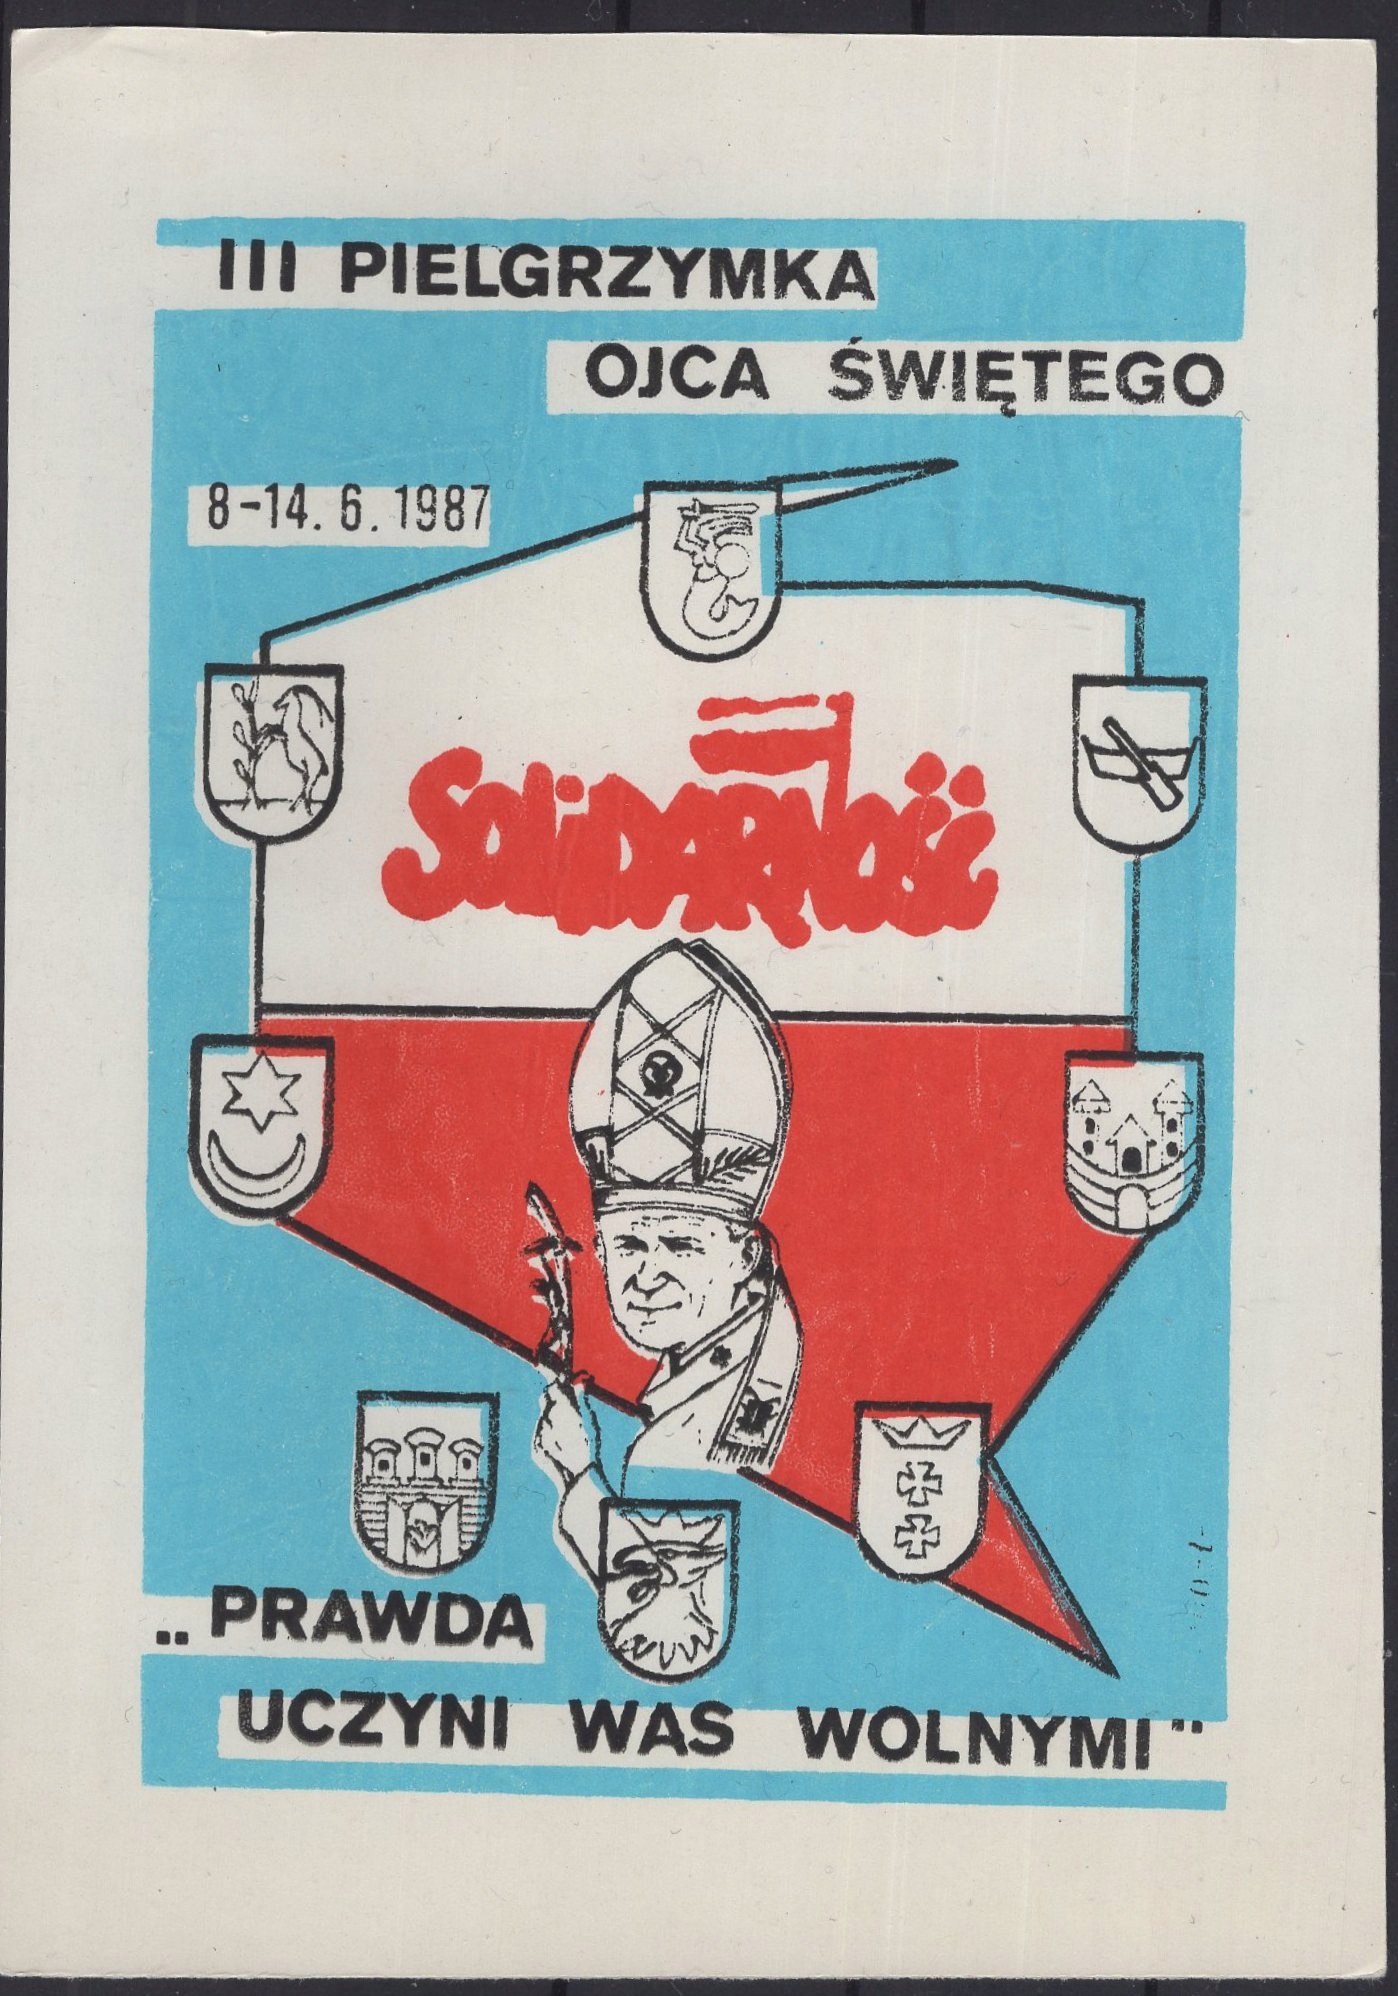 III PIELGRZYMKA
OJCA ŚWIĘTEGO
8-14. 6. 1987
SOLIDARNOŚĆ
„PRAWDA
UCZYNI WAS WOLNYMI"